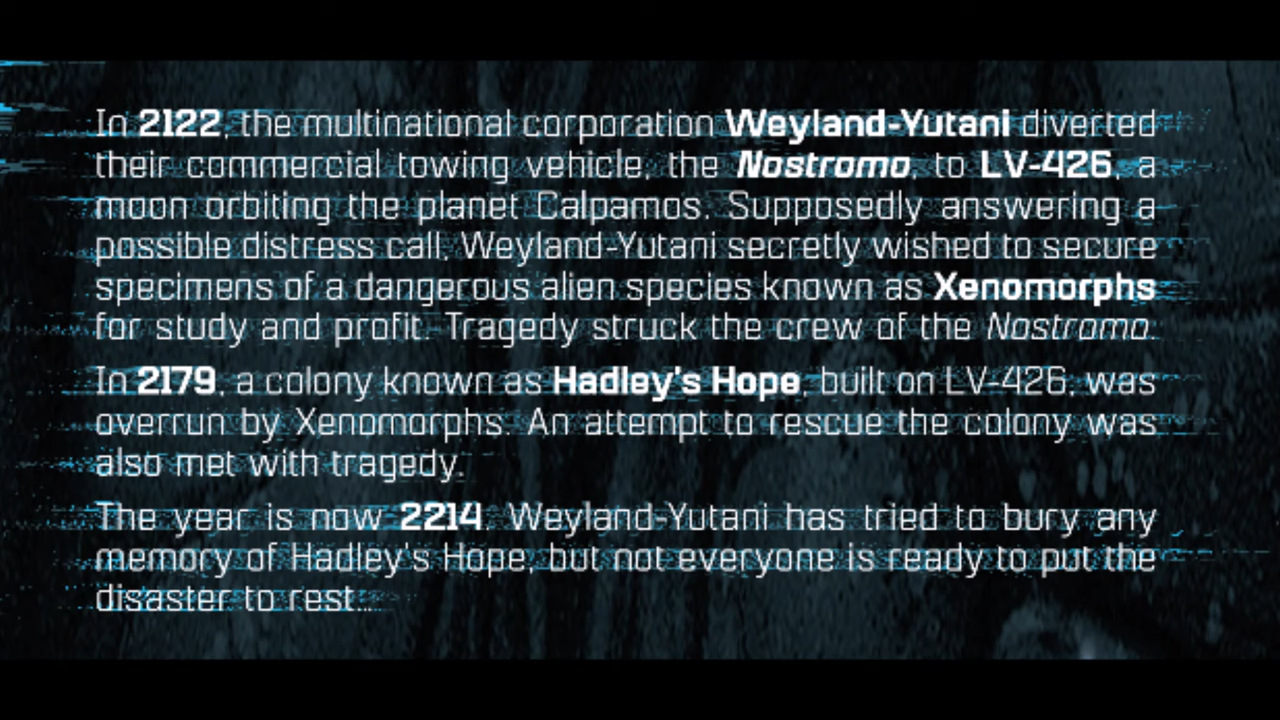 In 2122, the multinational corporation Weyland-Yutani diverted
their commercial towing vehicle, the Nostromo, to LV-426, a
moon orbiting the planet Calpamos. Supposedly answering a
possible distress call, Weyland-Yutani secretly wished to secure
specimens of a dangerous alien species known as Xenomorphs
for study and profit. Tragedy struck the crew of the Nostromo.
In 2179, a colony known as Hadley's Hope, built on LV-426, was
overrun by Xenomorphs. An attempt to rescue the colony was
also met with tragedy.
The year is now 2214. Weyland-Yutani has tried to bury any
memory of Hadley's Hope, but not everyone is ready to put the
disaster to rest...